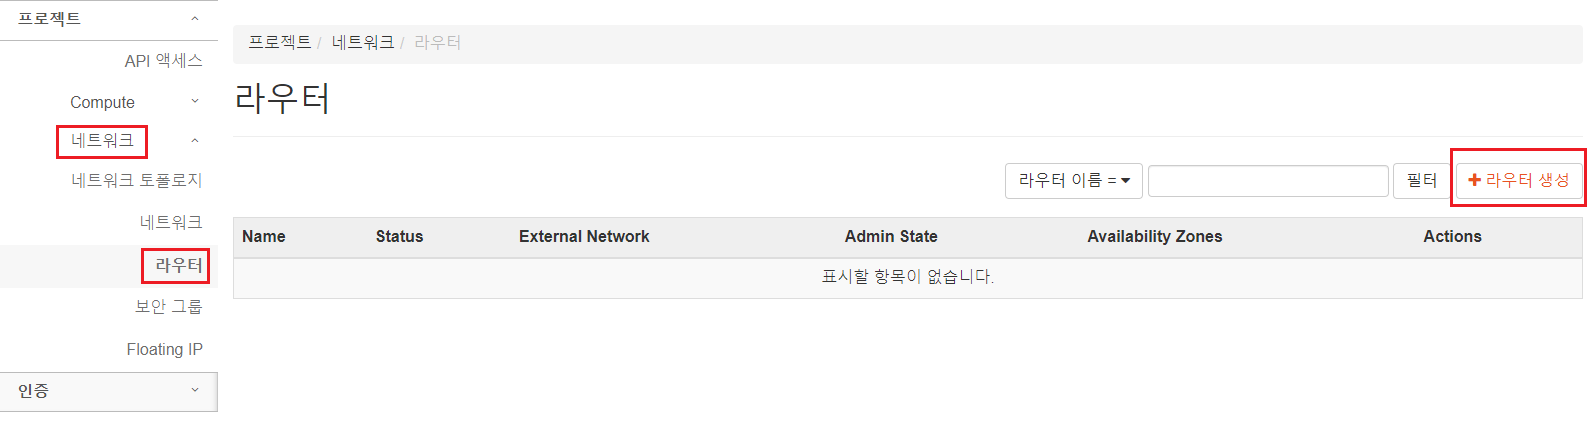 프로젝트
API 액세스
Compute
네트워크
네트워크 토폴로지
네트워크
라우터
보안 그룹
Floating IP
인증
프로젝트 / 네트워크 / 라우터
라우터
라우터 이름 = 필터 + 라우터 생성
Name Status External Network Admin State Availability Zones Actions
표시할 항목이 없습니다.